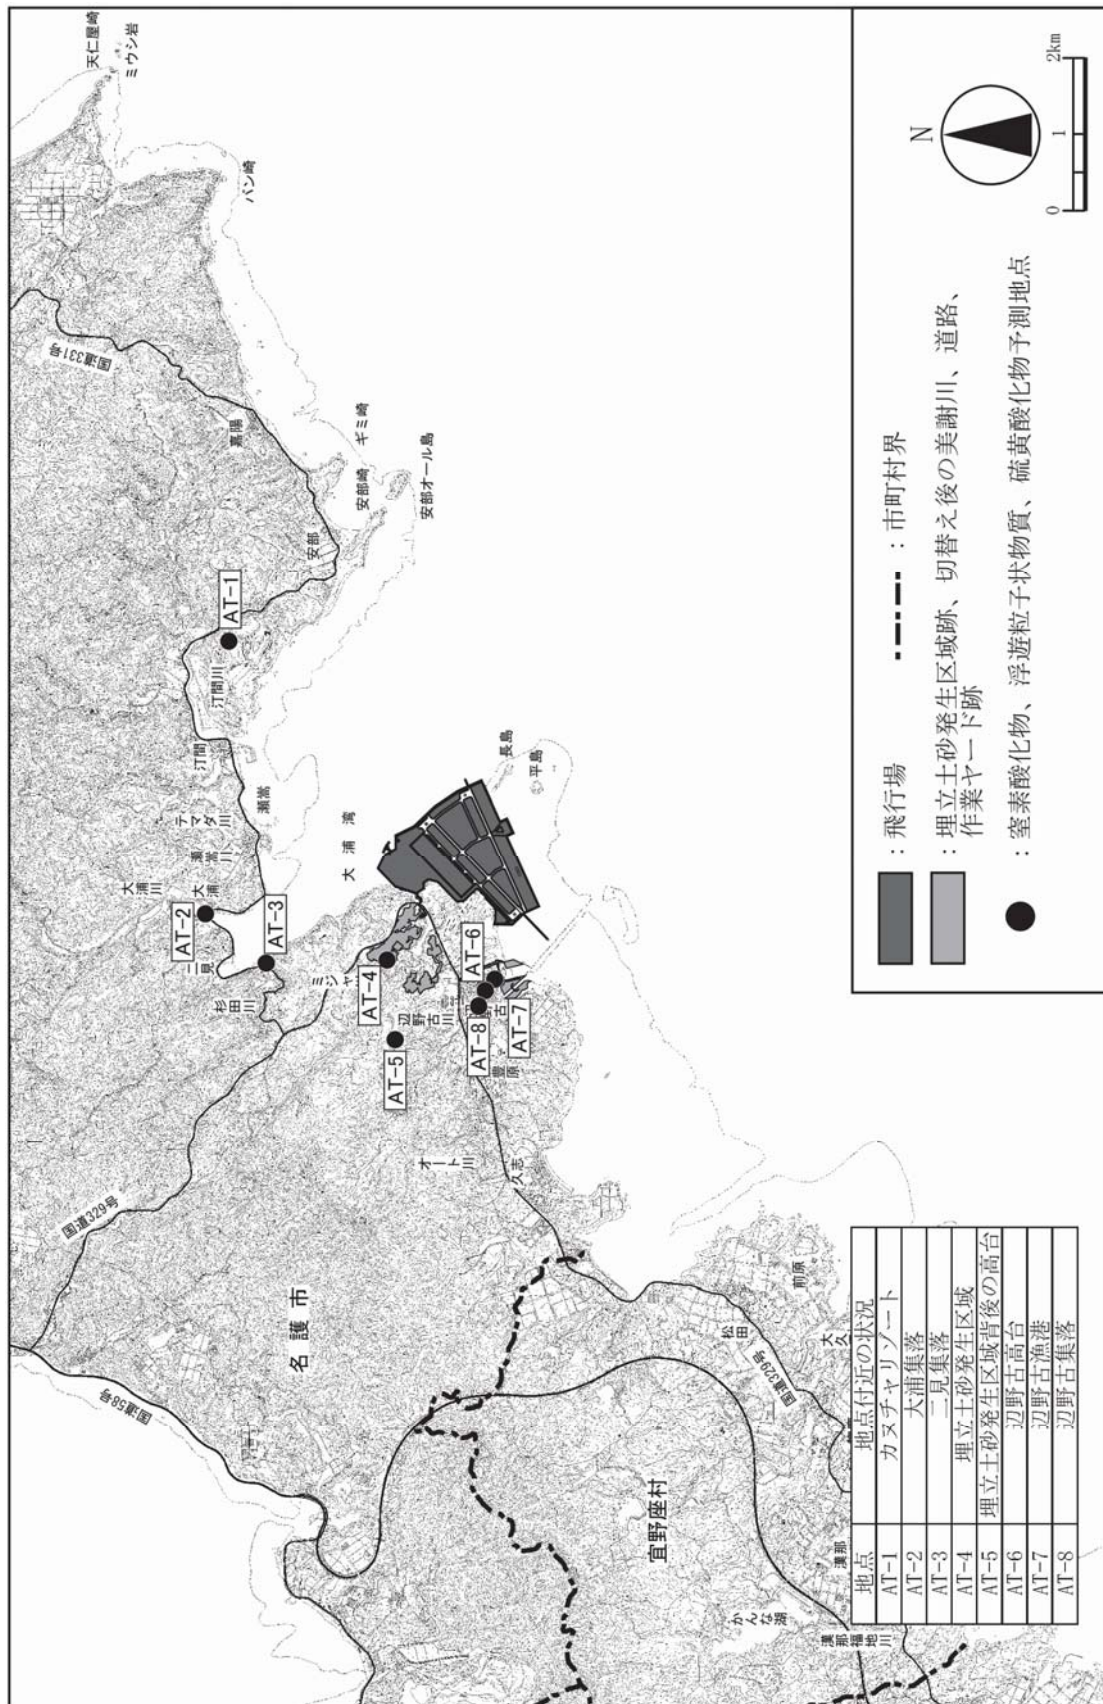 天仁屋崎
ミウシ岩
バン崎
国道331号
嘉陽
ギミ崎
安部崎
安部オール島
安部
AT-1
汀間川
汀間
テマダ川
瀬嵩川
瀬嵩
大浦川
大浦
AT-2
二見
AT-3
杉田川
大浦湾
長島
平島
AT-4
AT-5
辺野古川
AT-6
AT-7
AT-8
豊原
オート川
久志
国道329号
名護市
国道58号
宜野座村
松田
国道329号
前原
大久
漢那
かんな湖
漢那福地川
:飛行場
:市町村界
:埋立土砂発生区域跡、切替え後の美謝川、道路、
作業ヤード跡
:窒素酸化物、浮遊粒子状物質、硫黄酸化物予測地点
N
0 1 2km
地点 地点付近の状況
AT-1 カヌチャリゾート
AT-2 大浦集落
AT-3 二見集落
AT-4 埋立土砂発生区域
AT-5 埋立土砂発生区域背後の高台
AT-6 辺野古高台
AT-7 辺野古漁港
AT-8 辺野古集落